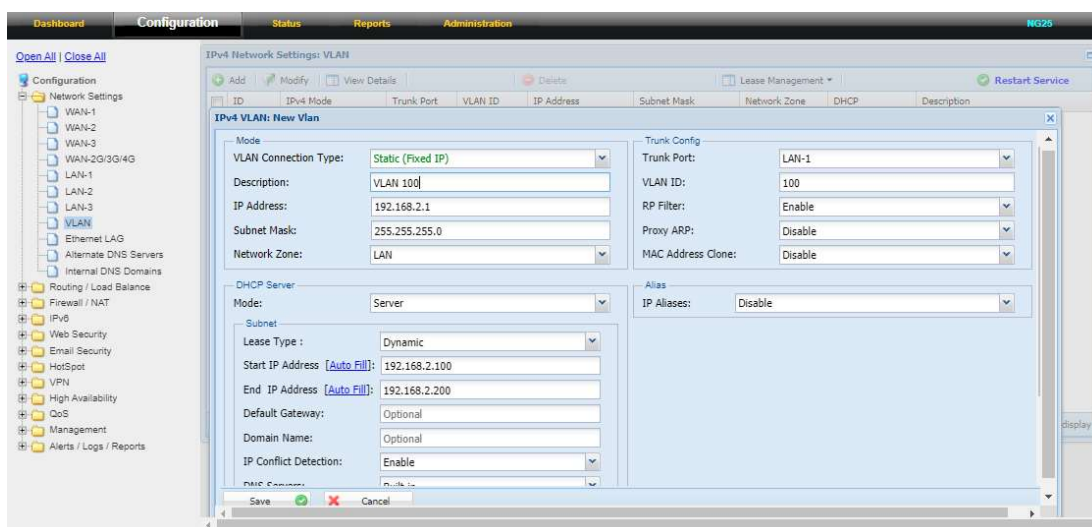 Dashboard Configuration Status Reports Administration NG25
Open All | Close All
Configuration
Network Settings
WAN-1
WAN-2
WAN-3
WAN-2G/3G/4G
LAN-1
LAN-2
LAN-3
VLAN
Ethernet LAG
Alternate DNS Servers
Internal DNS Domains
Routing / Load Balance
Firewall / NAT
IPv6
Web Security
Email Security
HotSpot
VPN
High Availability
QoS
Management
Alerts / Logs / Reports
IPv4 Network Settings: VLAN
Add Modify View Details Delete Lease Management Restart Service
ID IPv4 Mode Trunk Port VLAN ID IP Address Subnet Mask Network Zone DHCP Description
IPv4 VLAN: New Vlan
Mode
VLAN Connection Type: Static (Fixed IP)
Description: VLAN 100
IP Address: 192.168.2.1
Subnet Mask: 255.255.255.0
Network Zone: LAN
Trunk Config
Trunk Port: LAN-1
VLAN ID: 100
RP Filter: Enable
Proxy ARP: Disable
MAC Address Clone: Disable
DHCP Server
Mode: Server
Subnet
Lease Type : Dynamic
Start IP Address [Auto Fill]: 192.168.2.100
End IP Address [Auto Fill]: 192.168.2.200
Default Gateway: Optional
Domain Name: Optional
IP Conflict Detection: Enable
DNS Servers: Built-in
Alias
IP Aliases: Disable
display
Save Cancel